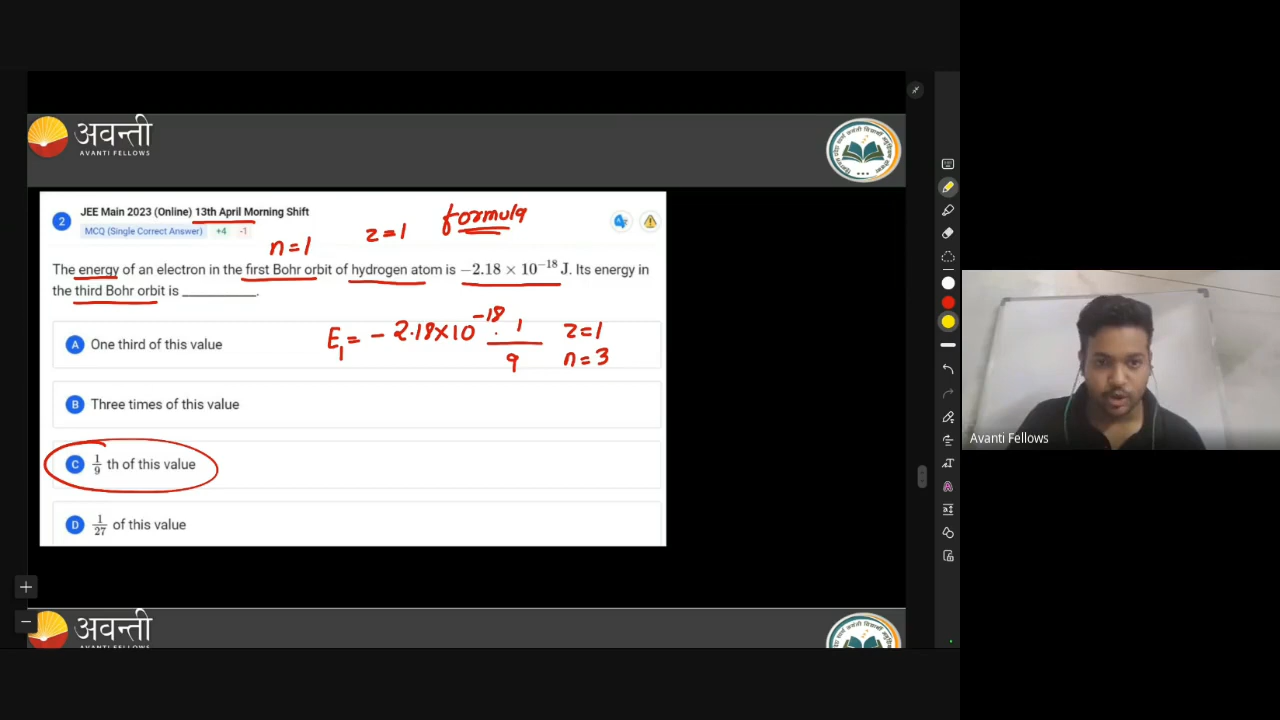 अवन्ती
AVANTI FELLOWS
2
JEE Main 2023 (Online) 13th April Morning Shift
MCQ (Single Correct Answer) +4 -1
n=1 z=1 formula
The energy of an electron in the first Bohr orbit of hydrogen atom is −2.18 × 10⁻¹⁸ J. Its energy in
the third Bohr orbit is __________.
E₁ = − 2.18×10⁻¹⁸ · 1/9 z=1
n=3
A One third of this value
B Three times of this value
C 1/9 th of this value
D 1/27 of this value
अवन्ती
Avanti Fellows